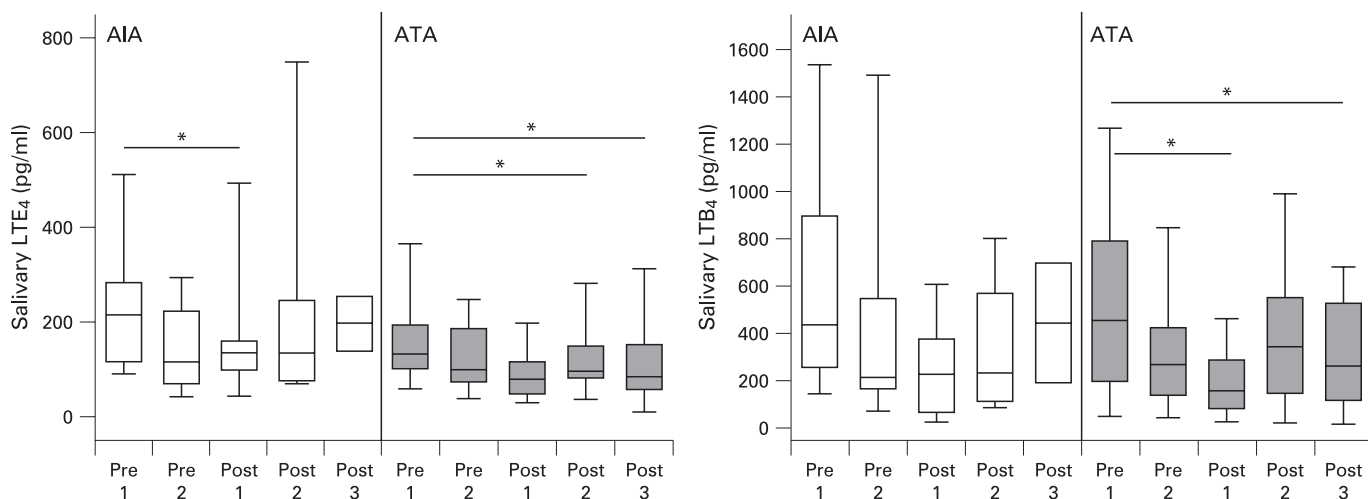 AIA
ATA
800
600
400
200
0
Salivary LTE4 (pg/ml)
*
*
*
Pre Pre Post Post Post Pre Pre Post Post Post
1 2 1 2 3 1 2 1 2 3
AIA
ATA
1600
1400
1200
1000
800
600
400
200
0
Salivary LTB4 (pg/ml)
*
*
Pre Pre Post Post Post Pre Pre Post Post Post
1 2 1 2 3 1 2 1 2 3